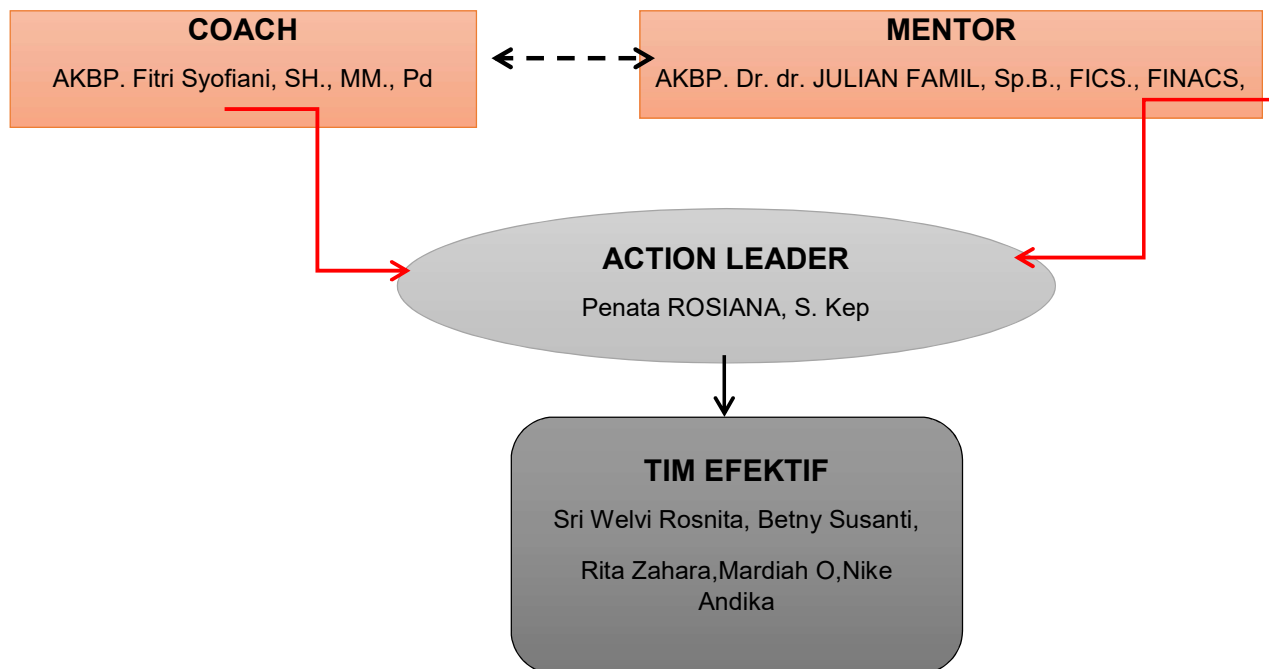 COACH
AKBP. Fitri Syofiani, SH., MM., Pd
MENTOR
AKBP. Dr. dr. JULIAN FAMIL, Sp.B., FICS., FINACS,
ACTION LEADER
Penata ROSIANA, S. Kep
TIM EFEKTIF
Sri Welvi Rosnita, Betny Susanti,
Rita Zahara,Mardiah O,Nike
Andika